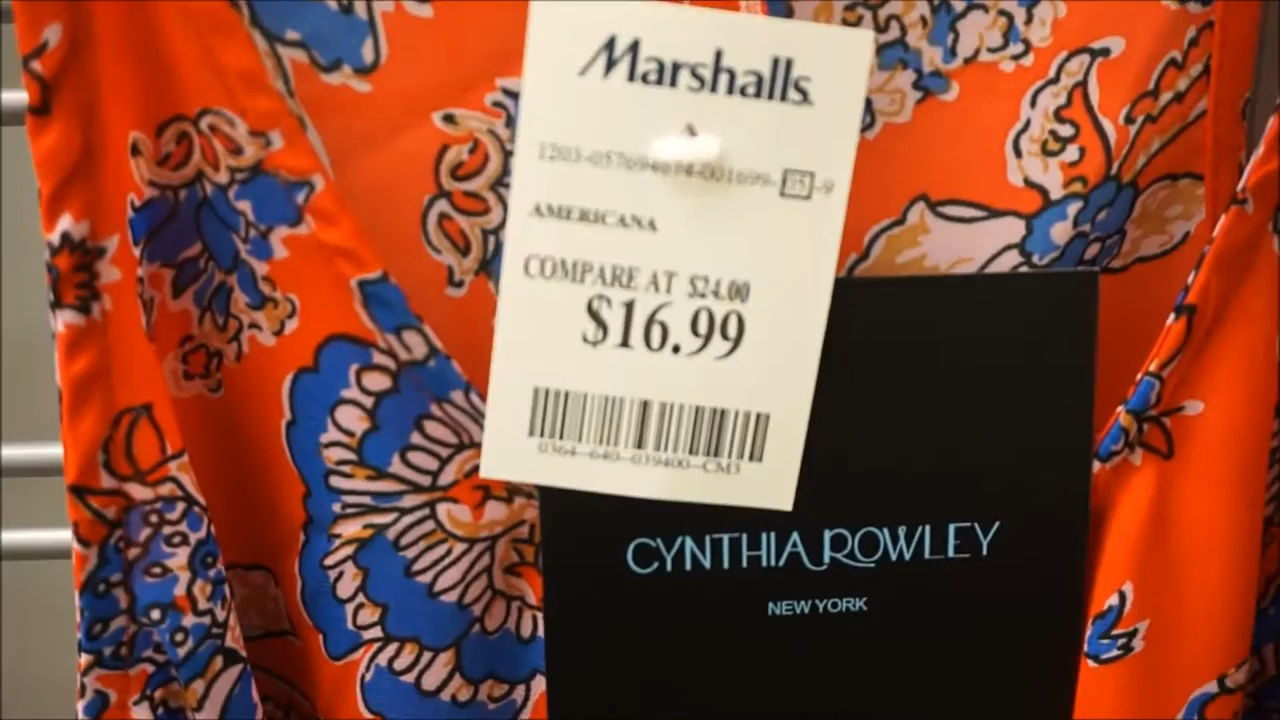 Marshalls
A
AMERICANA
COMPARE AT $24.00
$16.99
CYNTHIA ROWLEY
NEW YORK